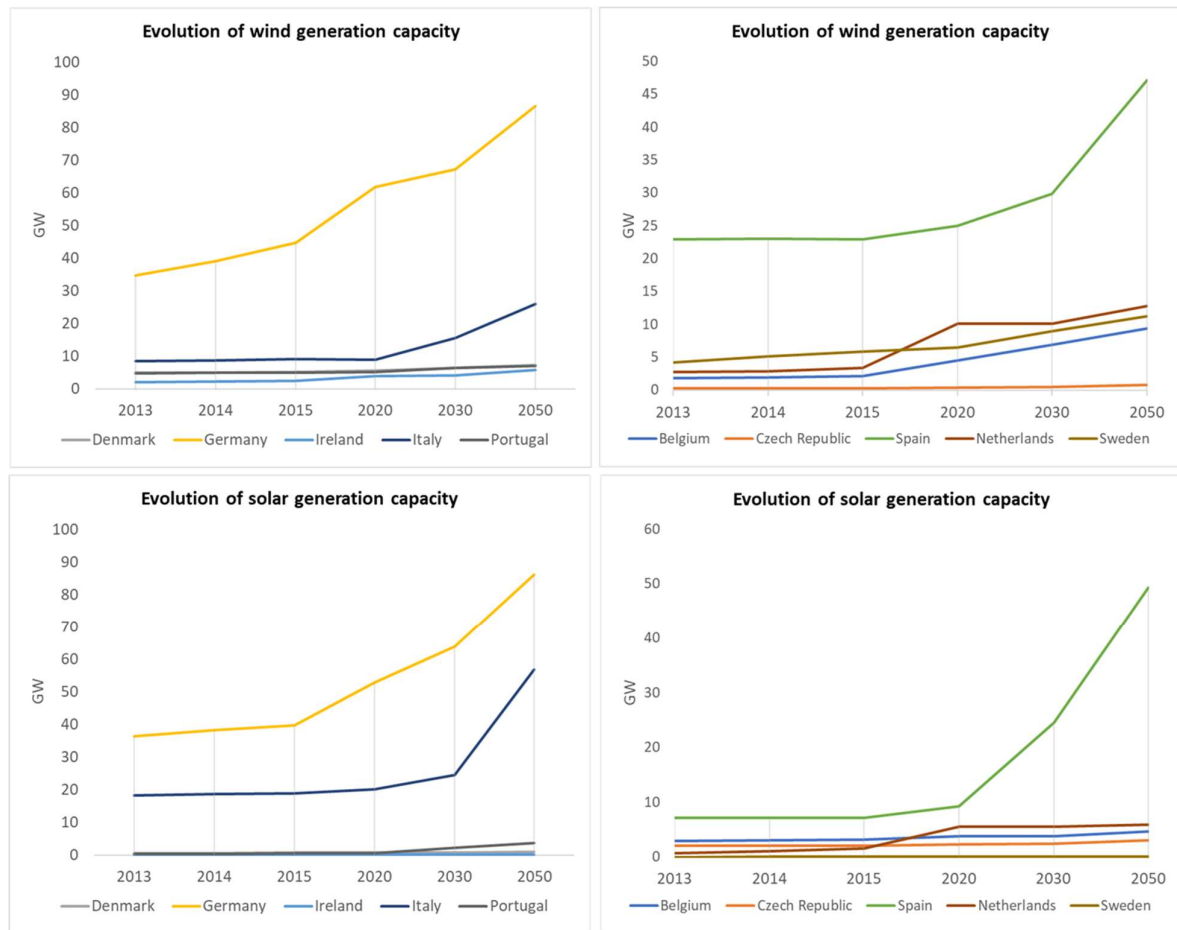 Evolution of wind generation capacity
100
90
80
70
60
50
40
30
20
10
0
GW
2013 2014 2015 2020 2030 2050
Denmark Germany Ireland Italy Portugal
Evolution of wind generation capacity
50
45
40
35
30
25
20
15
10
5
0
GW
2013 2014 2015 2020 2030 2050
Belgium Czech Republic Spain Netherlands Sweden
Evolution of solar generation capacity
100
90
80
70
60
50
40
30
20
10
0
GW
2013 2014 2015 2020 2030 2050
Denmark Germany Ireland Italy Portugal
Evolution of solar generation capacity
60
50
40
30
20
10
0
GW
2013 2014 2015 2020 2030 2050
Belgium Czech Republic Spain Netherlands Sweden